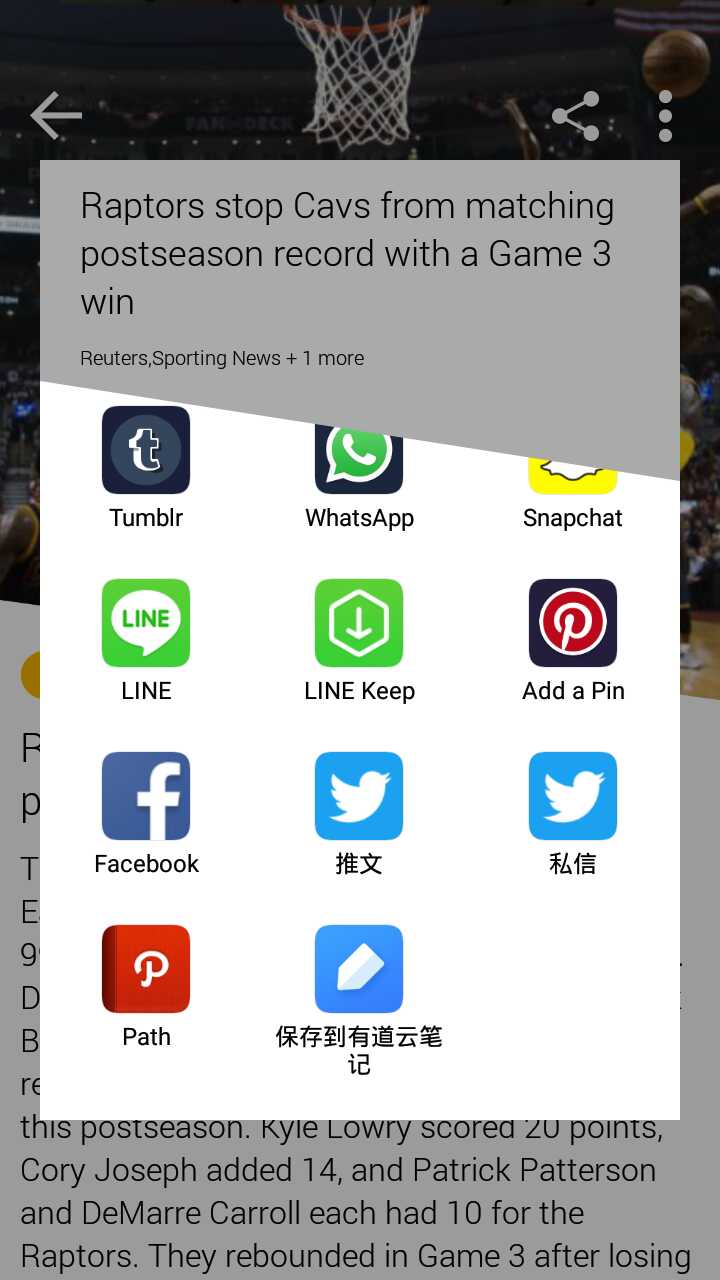 FAN DECK
Raptors stop Cavs from matching
postseason record with a Game 3
win
Reuters,Sporting News + 1 more
Tumblr
WhatsApp
Snapchat
LINE
LINE
LINE Keep
Add a Pin
Facebook
推文
私信
Path
保存到有道云笔
记
this postseason. Kyle Lowry scored 20 points,
Cory Joseph added 14, and Patrick Patterson
and DeMarre Carroll each had 10 for the
Raptors. They rebounded in Game 3 after losing